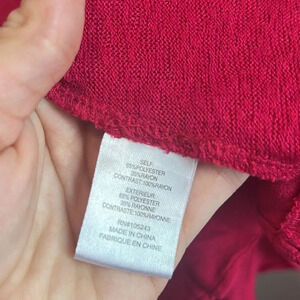 SELF:
65%POLYESTER
35%RAYON
CONTRAST:100%RAYON
EXTERIEUR:
65% POLYESTER
35% RAYONNE
CONTRASTE:100%RAYON
RN#105243
MADE IN CHINA
FABRIQUE EN CHINE